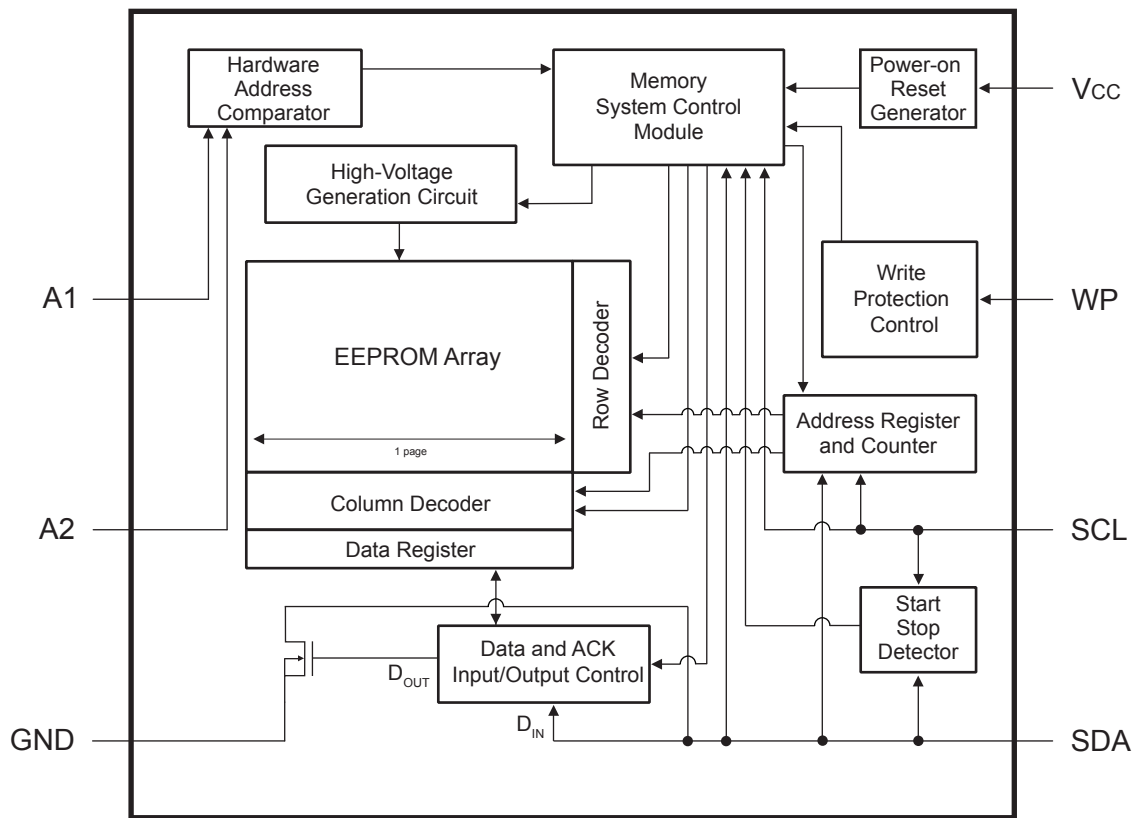 Hardware
Address
Comparator
Memory
System Control
Module
Power-on
Reset
Generator
VCC
High-Voltage
Generation Circuit
A1
Write
Protection
Control
WP
EEPROM Array
Row Decoder
1 page
Address Register
and Counter
Column Decoder
A2
SCL
Data Register
Start
Stop
Detector
Data and ACK
Input/Output Control
DOUT
DIN
GND
SDA